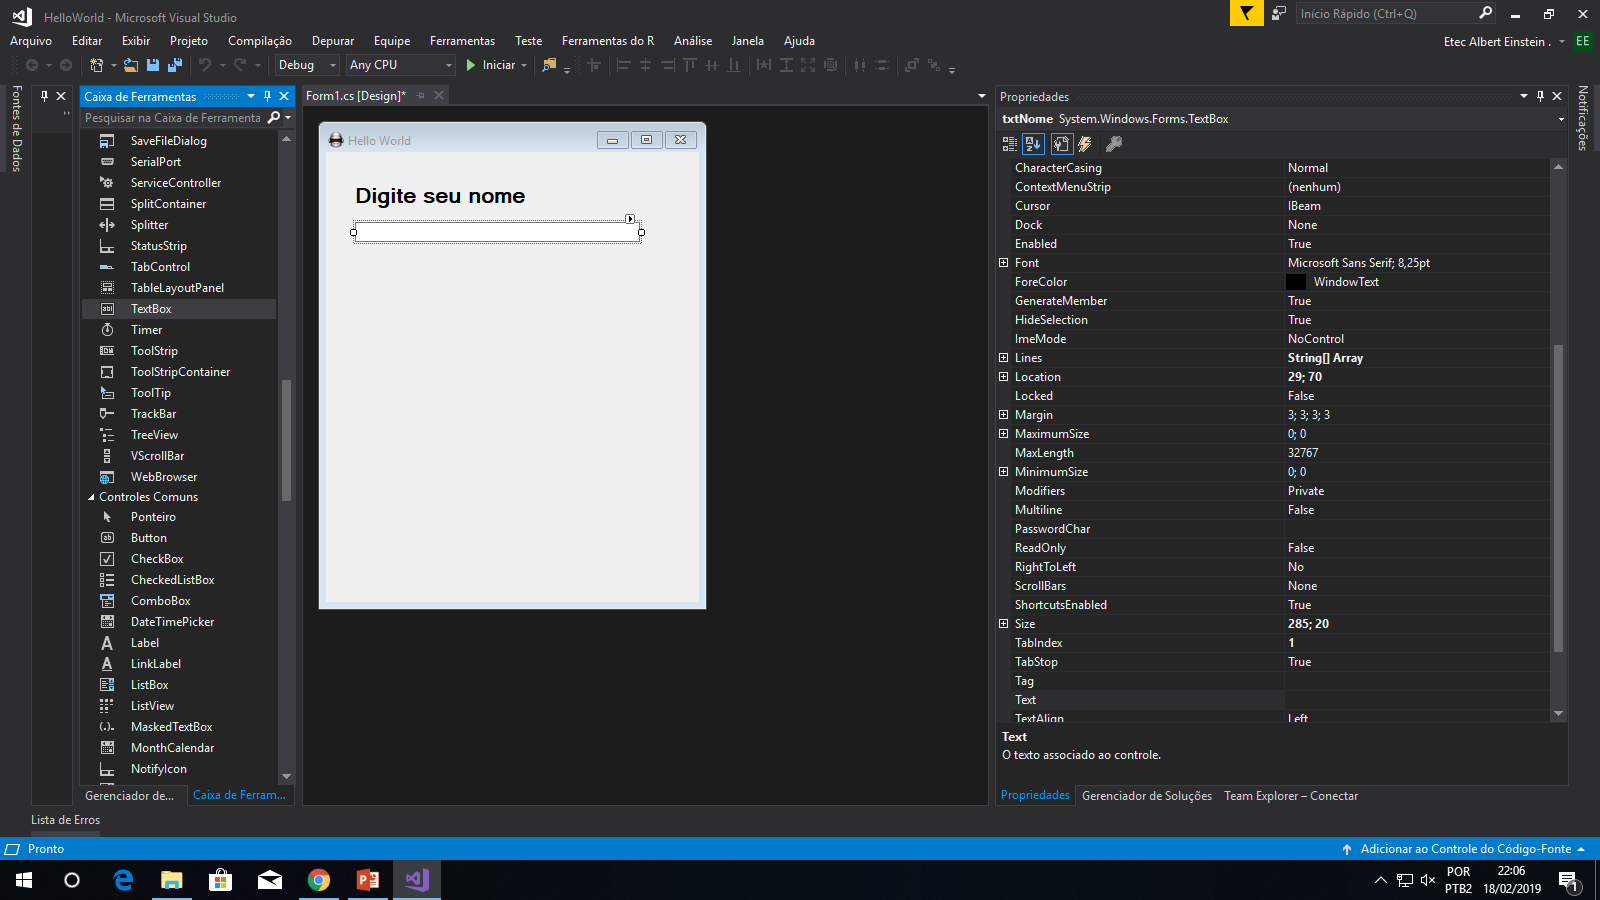 HelloWorld - Microsoft Visual Studio
Início Rápido (Ctrl+Q)
Arquivo Editar Exibir Projeto Compilação Depurar Equipe Ferramentas Teste Ferramentas do R Análise Janela Ajuda
Etec Albert Einstein . EE
Debug Any CPU Iniciar
Fontes de Dados
Caixa de Ferramentas
Pesquisar na Caixa de Ferramenta
SaveFileDialog
SerialPort
ServiceController
SplitContainer
Splitter
StatusStrip
TabControl
TableLayoutPanel
TextBox
Timer
ToolStrip
ToolStripContainer
ToolTip
TrackBar
TreeView
VScrollBar
WebBrowser
Controles Comuns
Ponteiro
Button
CheckBox
CheckedListBox
ComboBox
DateTimePicker
Label
LinkLabel
ListBox
ListView
MaskedTextBox
MonthCalendar
NotifyIcon
Gerenciador de... Caixa de Ferram...
Form1.cs [Design]*
Hello World
Digite seu nome
Propriedades
txtNome System.Windows.Forms.TextBox
CharacterCasing Normal
ContextMenuStrip (nenhum)
Cursor IBeam
Dock None
Enabled True
Font Microsoft Sans Serif; 8,25pt
ForeColor WindowText
GenerateMember True
HideSelection True
ImeMode NoControl
Lines String[] Array
Location 29; 70
Locked False
Margin 3; 3; 3; 3
MaximumSize 0; 0
MaxLength 32767
MinimumSize 0; 0
Modifiers Private
Multiline False
PasswordChar
ReadOnly False
RightToLeft No
ScrollBars None
ShortcutsEnabled True
Size 285; 20
TabIndex 1
TabStop True
Tag
Text
TextAlign Left
Text
O texto associado ao controle.
Propriedades Gerenciador de Soluções Team Explorer – Conectar
Notificações
Lista de Erros
Pronto
Adicionar ao Controle do Código-Fonte
POR
PTB2
22:06
18/02/2019
1